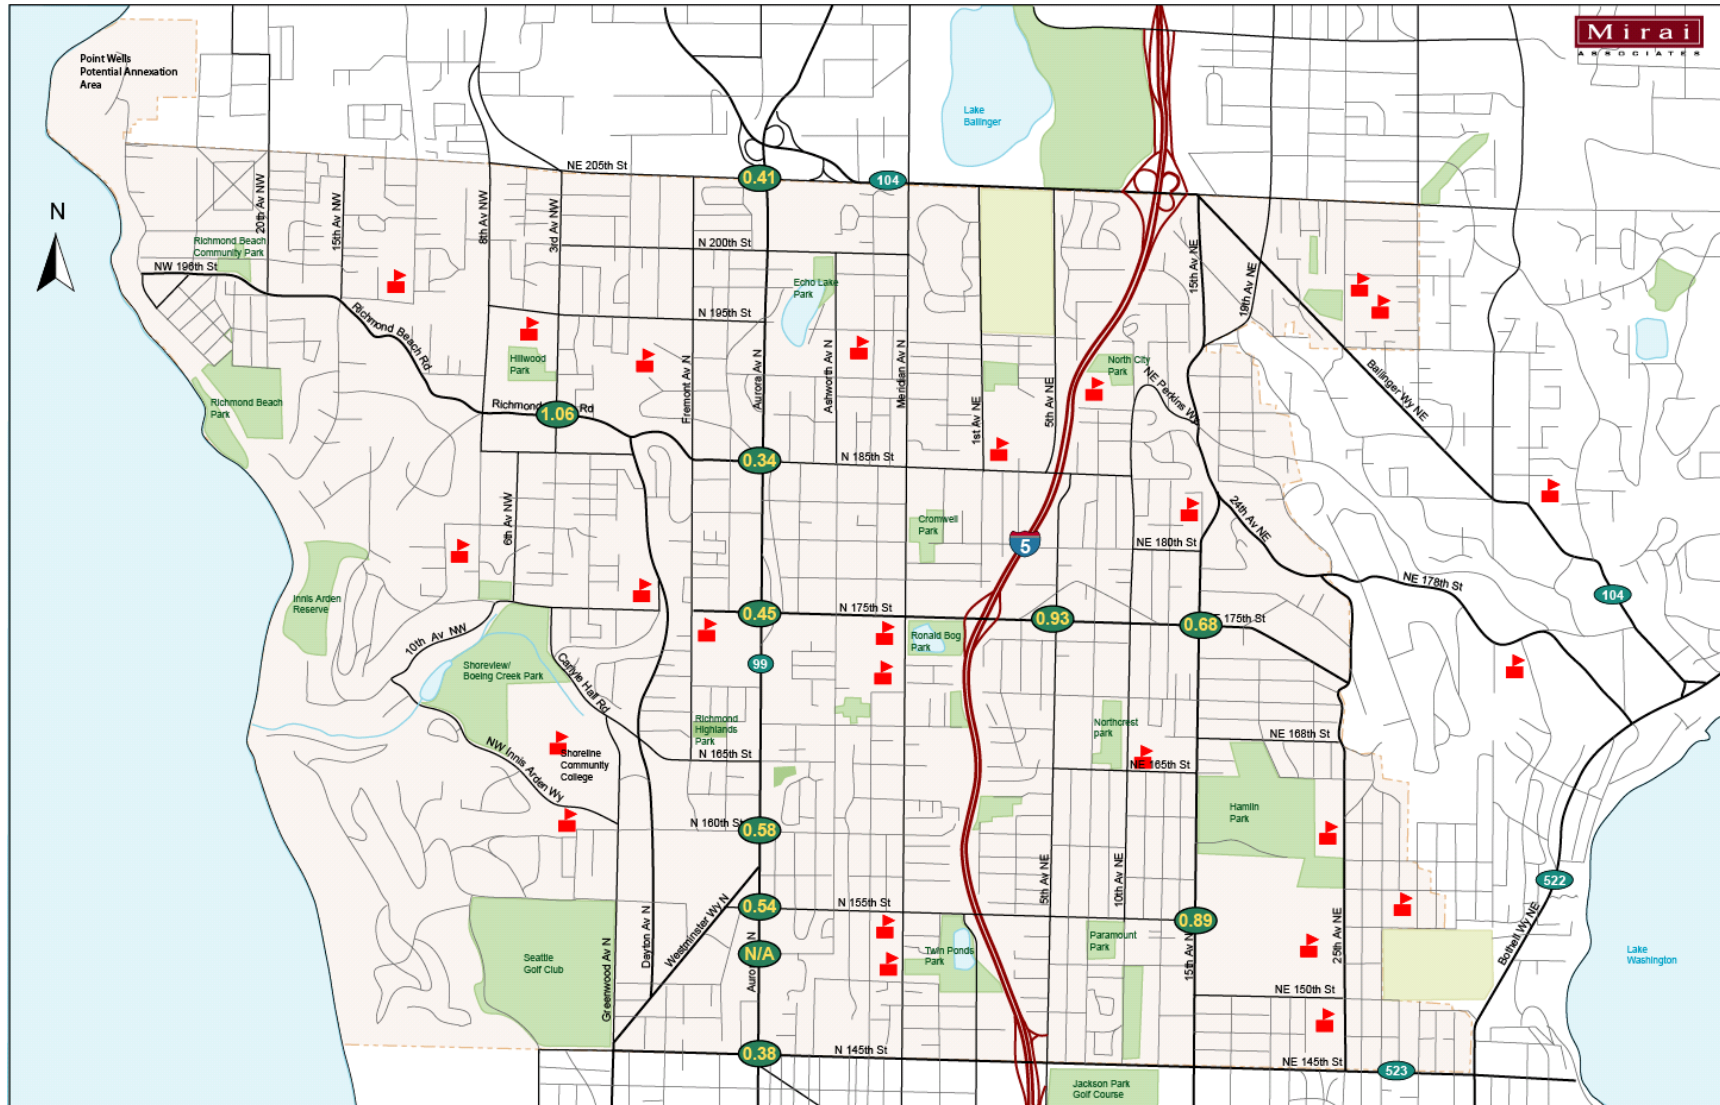 Mirai
ASSOCIATES
Point Wells
Potential Annexation
Area
Lake
Ballinger
NE 205th St
0.41
104
N
20th Av NW
15th Av NW
8th Av NW
3rd Av NW
Richmond Beach
Community Park
N 200th St
NW 196th St
15th Av NE
19th Av NE
Echo Lake
Park
Richmond Beach Rd
N 195th St
Hillwood
Park
Fremont Av N
Aurora Av N
Ashworth Av N
Meridian Av N
1st Av NE
5th Av NE
North City
Park
NE Perkins Wy
Ballinger Wy NE
Richmond Beach
Park
Richmond
1.06
Rd
0.34
N 185th St
6th Av NW
Cromwell
Park
24th Av NE
5
NE 180th St
NE 178th St
104
Innis Arden
Reserve
0.45
N 175th St
0.93
0.68
175th St
10th Av NW
Ronald Bog
Park
99
Shoreview/
Boeing Creek Park
Carlyle Hall Rd
Richmond
Highlands
Park
Northcrest
park
NE 168th St
NW Innis Arden Wy
Shoreline
Community
College
N 165th St
NE 165th St
Hamlin
Park
N 160th St
0.58
5th Av NE
10th Av NE
522
0.54
N 155th St
0.89
Greenwood Av N
Dayton Av N
Westminster Wy N
N/A
Auro
N
Twin Ponds
Park
Paramount
Park
15th Av N
25th Av NE
Bothell Wy NE
Lake
Washington
Seattle
Golf Club
NE 150th St
0.38
N 145th St
NE 145th St
523
Jackson Park
Golf Course